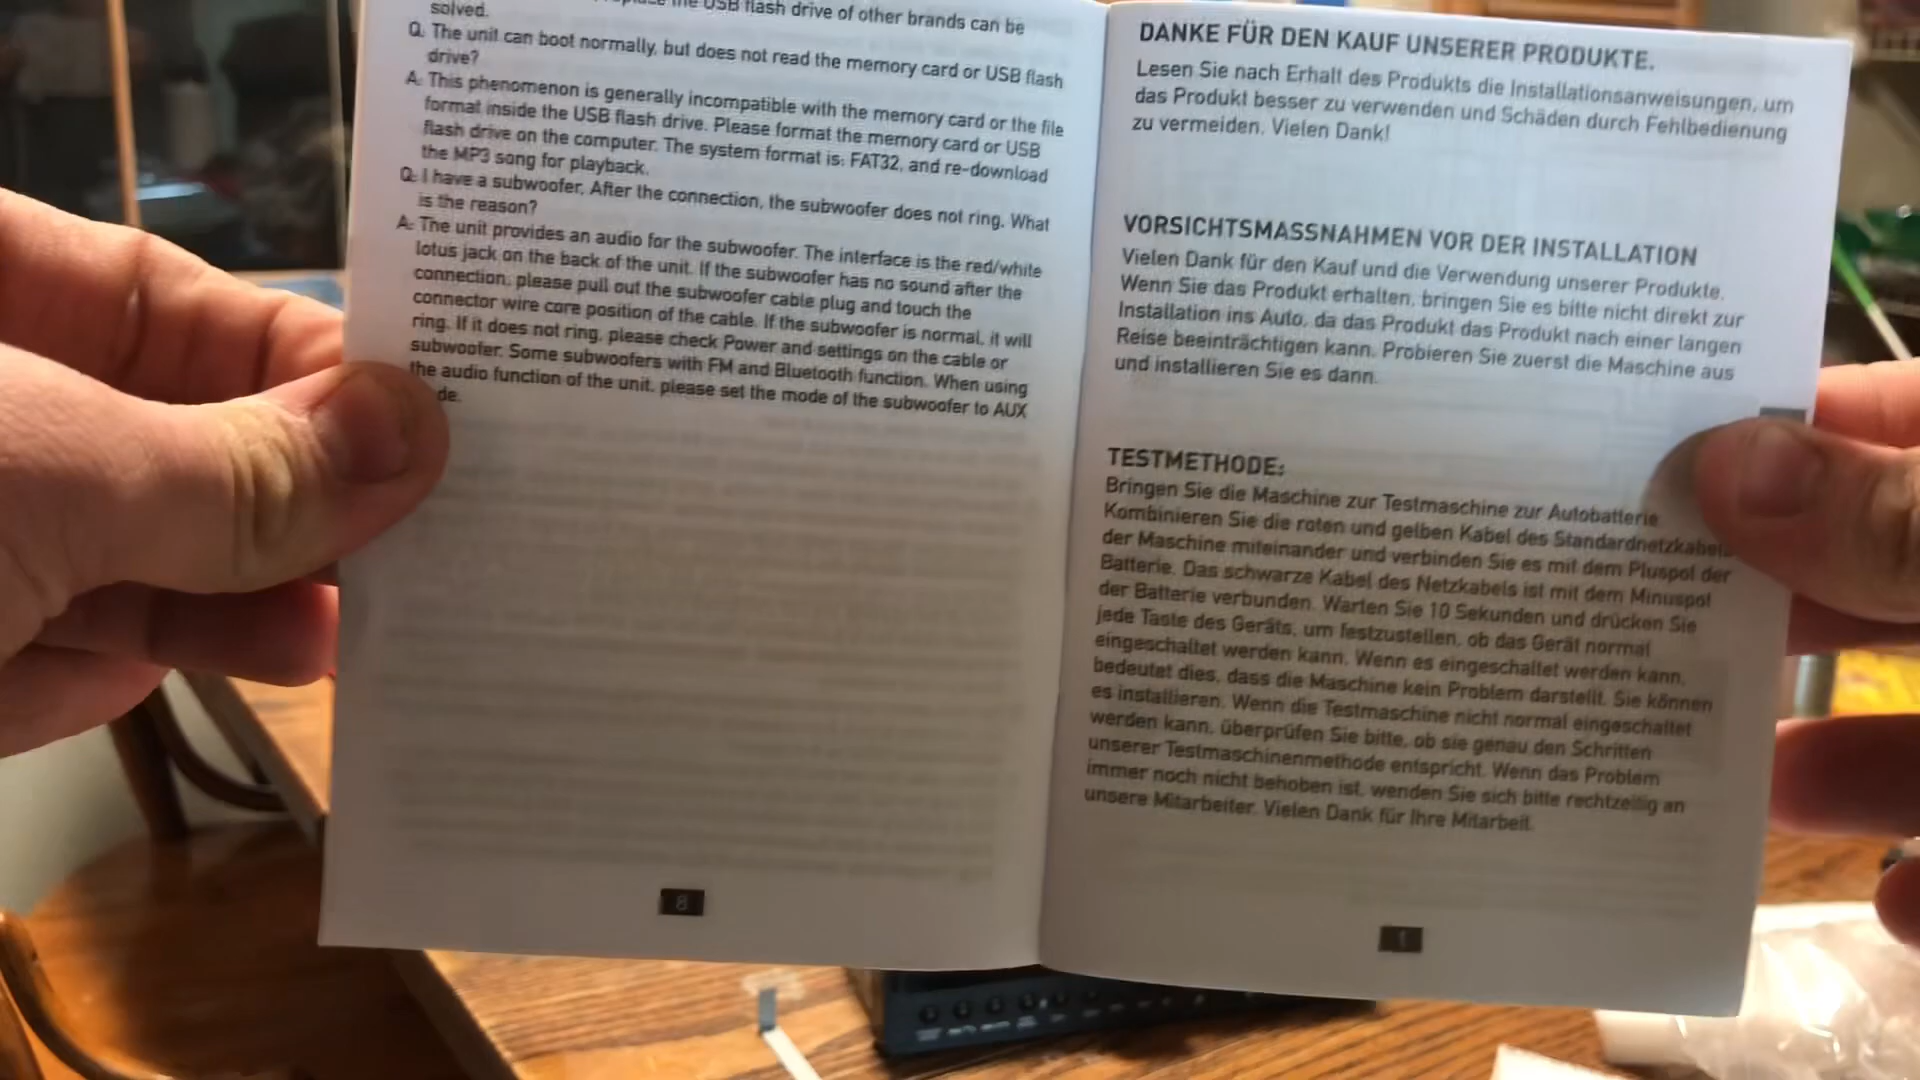 the USB flash drive of other brands can be
solved.
Q: The unit can boot normally, but does not read the memory card or USB flash
drive?
A: This phenomenon is generally incompatible with the memory card or the file
format inside the USB flash drive. Please format the memory card or USB
flash drive on the computer. The system format is: FAT32, and re-download
the MP3 song for playback.
Q: I have a subwoofer, After the connection, the subwoofer does not ring. What
is the reason?
A: The unit provides an audio for the subwoofer. The interface is the red/white
lotus jack on the back of the unit. If the subwoofer has no sound after the
connection, please pull out the subwoofer cable plug and touch the
connector wire core position of the cable. If the subwoofer is normal, it will
ring. If it does not ring, please check Power and settings on the cable or
subwoofer. Some subwoofers with FM and Bluetooth function. When using
the audio function of the unit, please set the mode of the subwoofer to AUX
de.
8
DANKE FÜR DEN KAUF UNSERER PRODUKTE.
Lesen Sie nach Erhalt des Produkts die Installationsanweisungen, um
das Produkt besser zu verwenden und Schäden durch Fehlbedienung
zu vermeiden. Vielen Dank!
VORSICHTSMASSNAHMEN VOR DER INSTALLATION
Vielen Dank für den Kauf und die Verwendung unserer Produkte.
Wenn Sie das Produkt erhalten, bringen Sie es bitte nicht direkt zur
Installation ins Auto, da das Produkt das Produkt nach einer langen
Reise beeinträchtigen kann. Probieren Sie zuerst die Maschine aus
und installieren Sie es dann.
TESTMETHODE:
Bringen Sie die Maschine zur Testmaschine zur Autobatterie.
Kombinieren Sie die roten und gelben Kabel des Standardnetzkabels
der Maschine miteinander und verbinden Sie es mit dem Pluspol der
Batterie. Das schwarze Kabel des Netzkabels ist mit dem Minuspol
der Batterie verbunden. Warten Sie 10 Sekunden und drücken Sie
jede Taste des Geräts, um festzustellen, ob das Gerät normal
eingeschaltet werden kann. Wenn es eingeschaltet werden kann,
bedeutet dies, dass die Maschine kein Problem darstellt. Sie können
es installieren. Wenn die Testmaschine nicht normal eingeschaltet
werden kann, überprüfen Sie bitte, ob sie genau den Schritten
unserer Testmaschinenmethode entspricht. Wenn das Problem
immer noch nicht behoben ist, wenden Sie sich bitte rechtzeitig an
unsere Mitarbeiter. Vielen Dank für Ihre Mitarbeit.
1